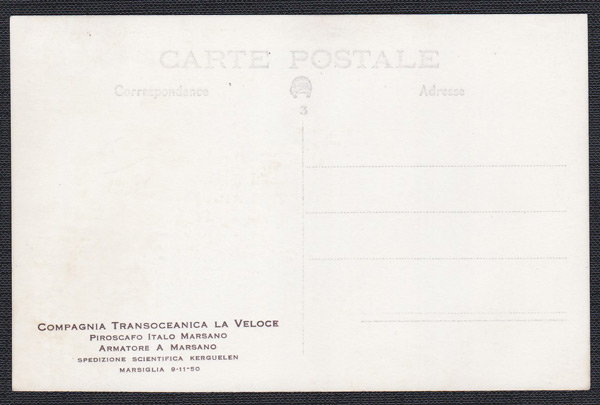 CARTE POSTALE
Correspondance
Adresse
3
COMPAGNIA TRANSOCEANICA LA VELOCE
PIROSCAFO ITALO MARSANO
ARMATORE A MARSANO
SPEDIZIONE SCIENTIFICA KERGUELEN
MARSIGLIA 9-11-50